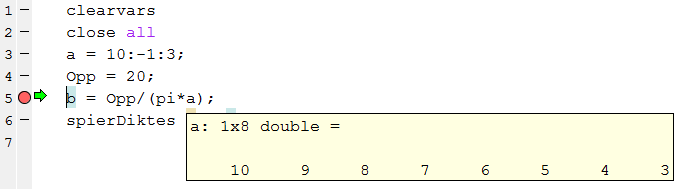 1 – clearvars
2 – close all
3 – a = 10:-1:3;
4 – Opp = 20;
5 b = Opp/(pi*a);
6 – spierDiktes
7
a: 1x8 double =
10 9 8 7 6 5 4 3